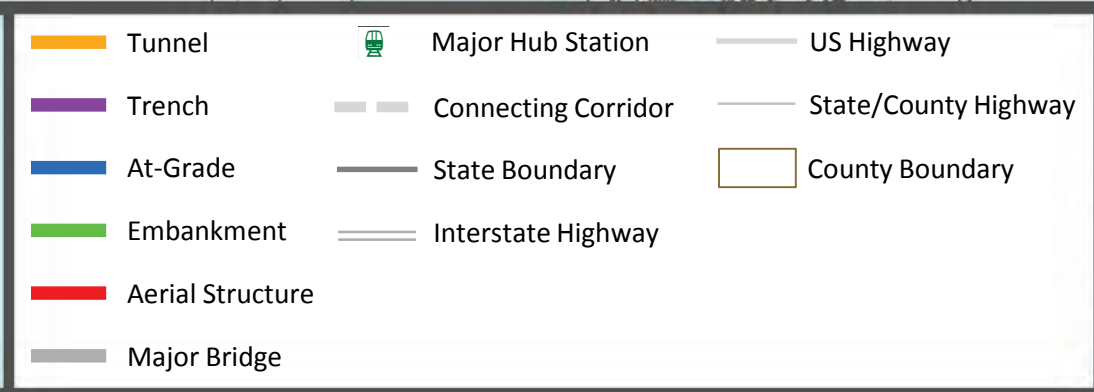 Tunnel
Trench
At-Grade
Embankment
Aerial Structure
Major Bridge
Major Hub Station
Connecting Corridor
State Boundary
Interstate Highway
US Highway
State/County Highway
County Boundary